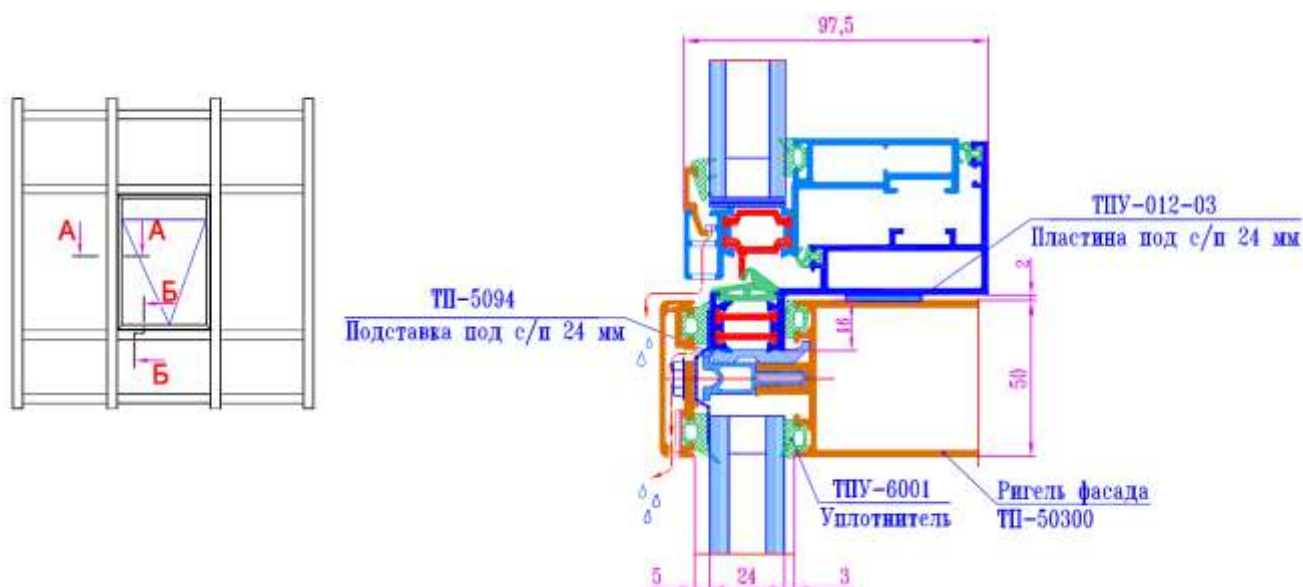 97,5
А
А
Б
Б
ТПУ-012-03
Пластина под с/п 24 мм
2
ТП-5094
Подставка под с/п 24 мм
16
50
ТПУ-6001
Уплотнитель
Ригель фасада
ТП-50300
5
24
3